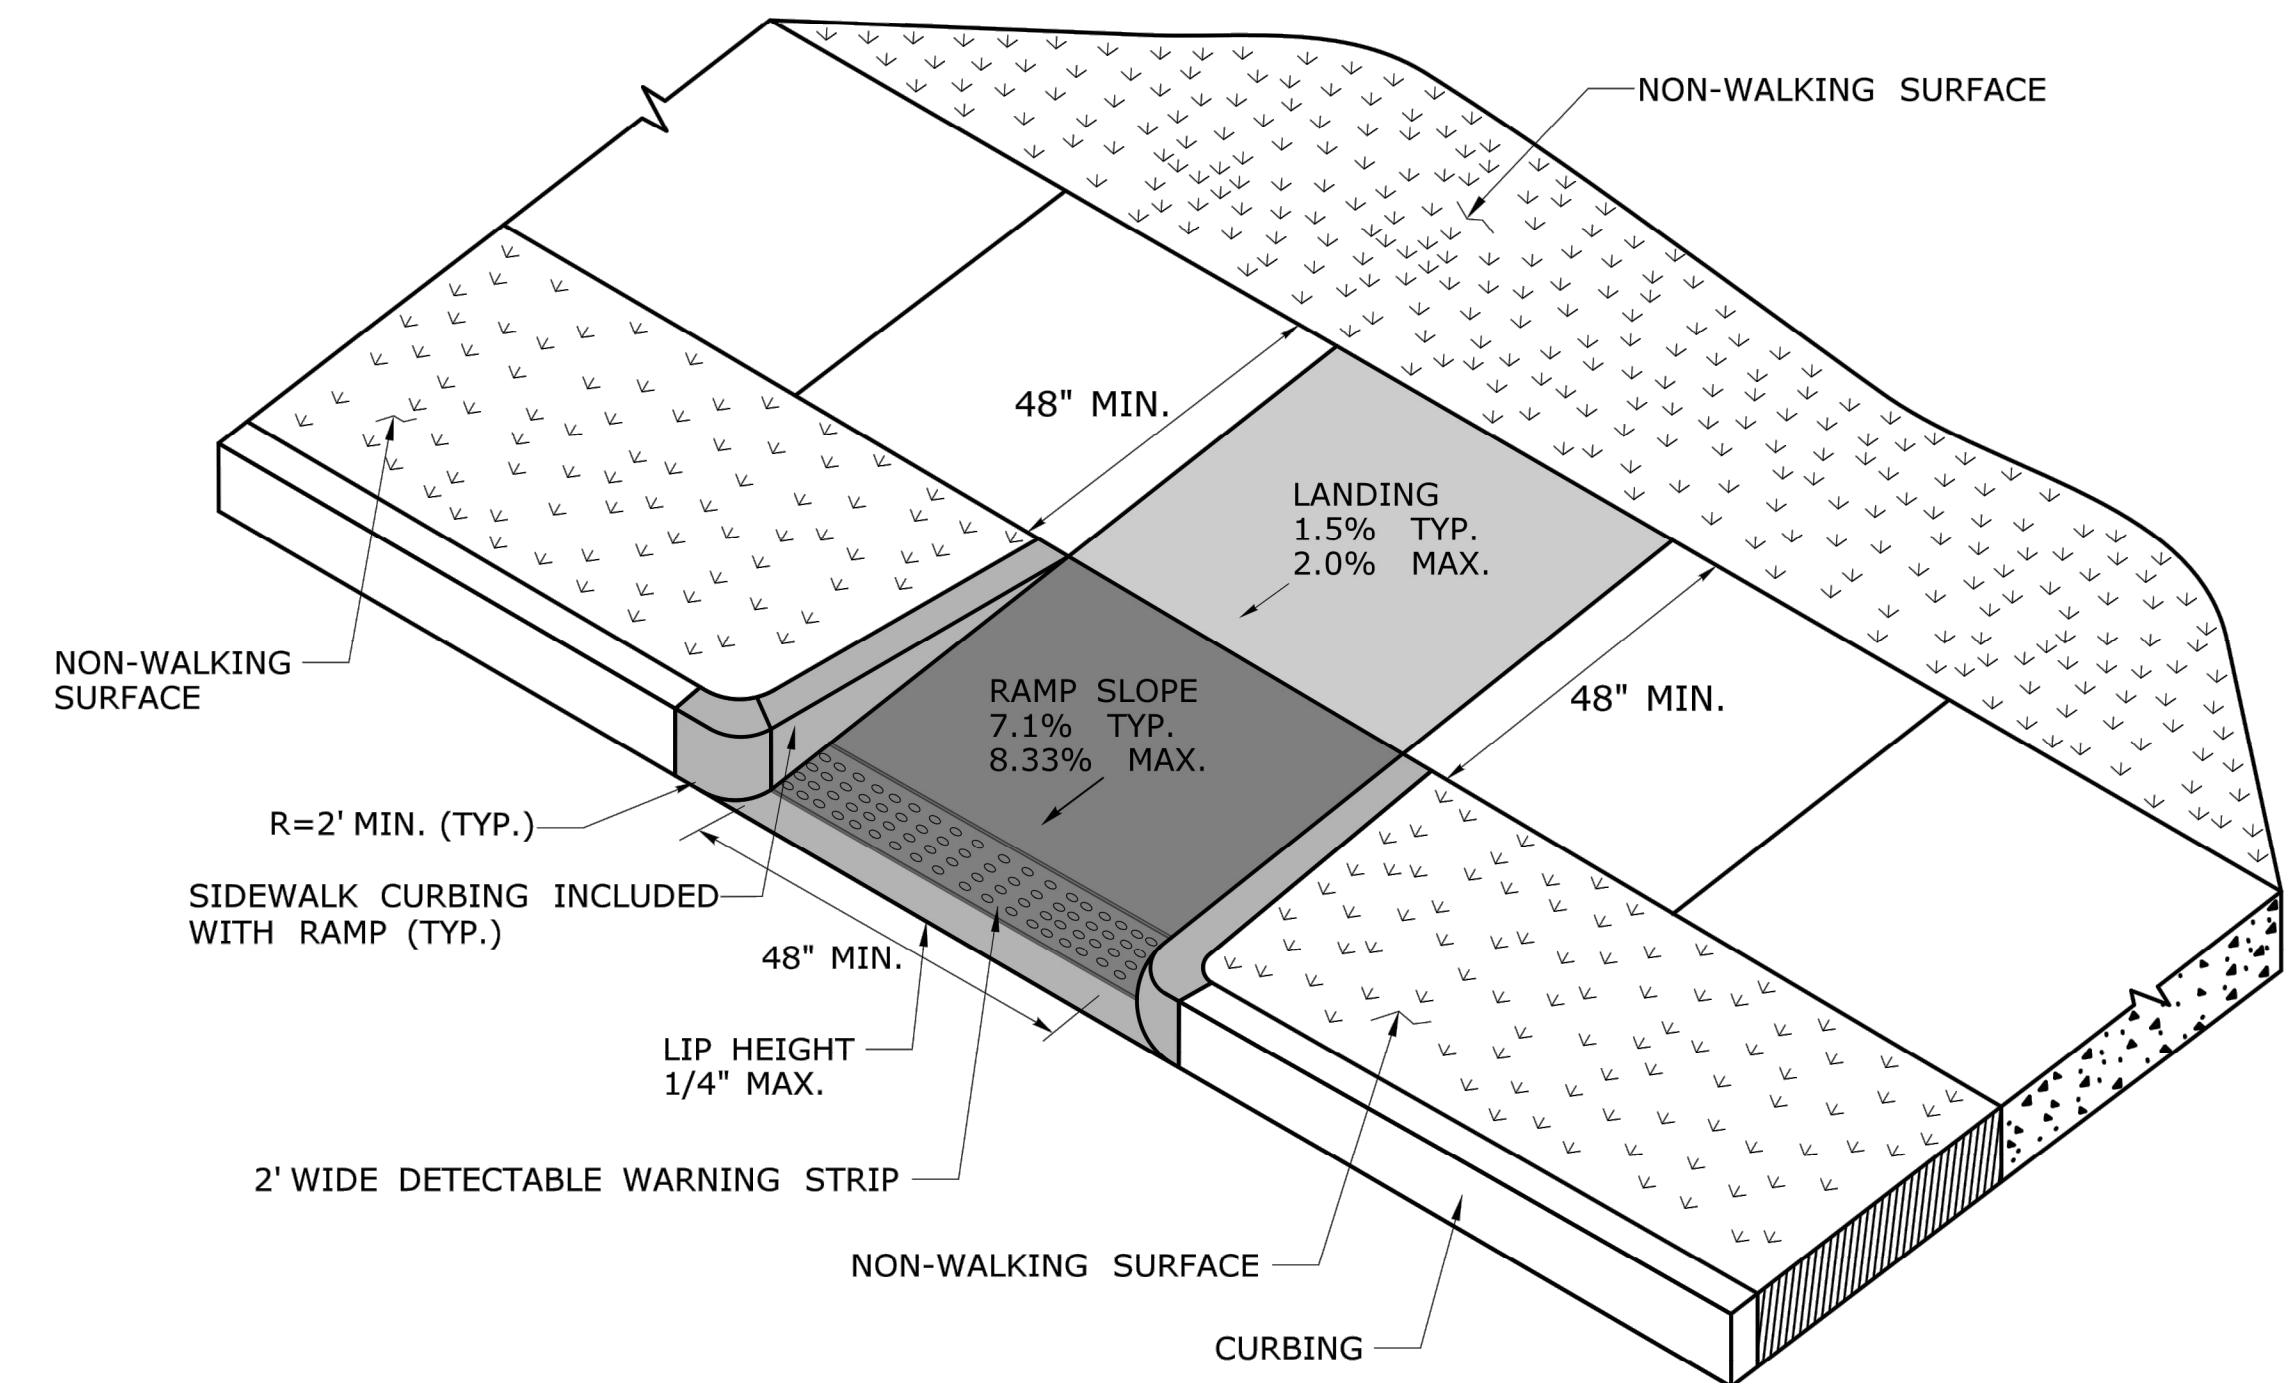 NON-WALKING SURFACE
48" MIN.
LANDING
1.5% TYP.
2.0% MAX.
NON-WALKING
SURFACE
RAMP SLOPE
7.1% TYP.
8.33% MAX.
48" MIN.
R=2' MIN. (TYP.)
SIDEWALK CURBING INCLUDED
WITH RAMP (TYP.)
48" MIN.
LIP HEIGHT
1/4" MAX.
2' WIDE DETECTABLE WARNING STRIP
NON-WALKING SURFACE
CURBING